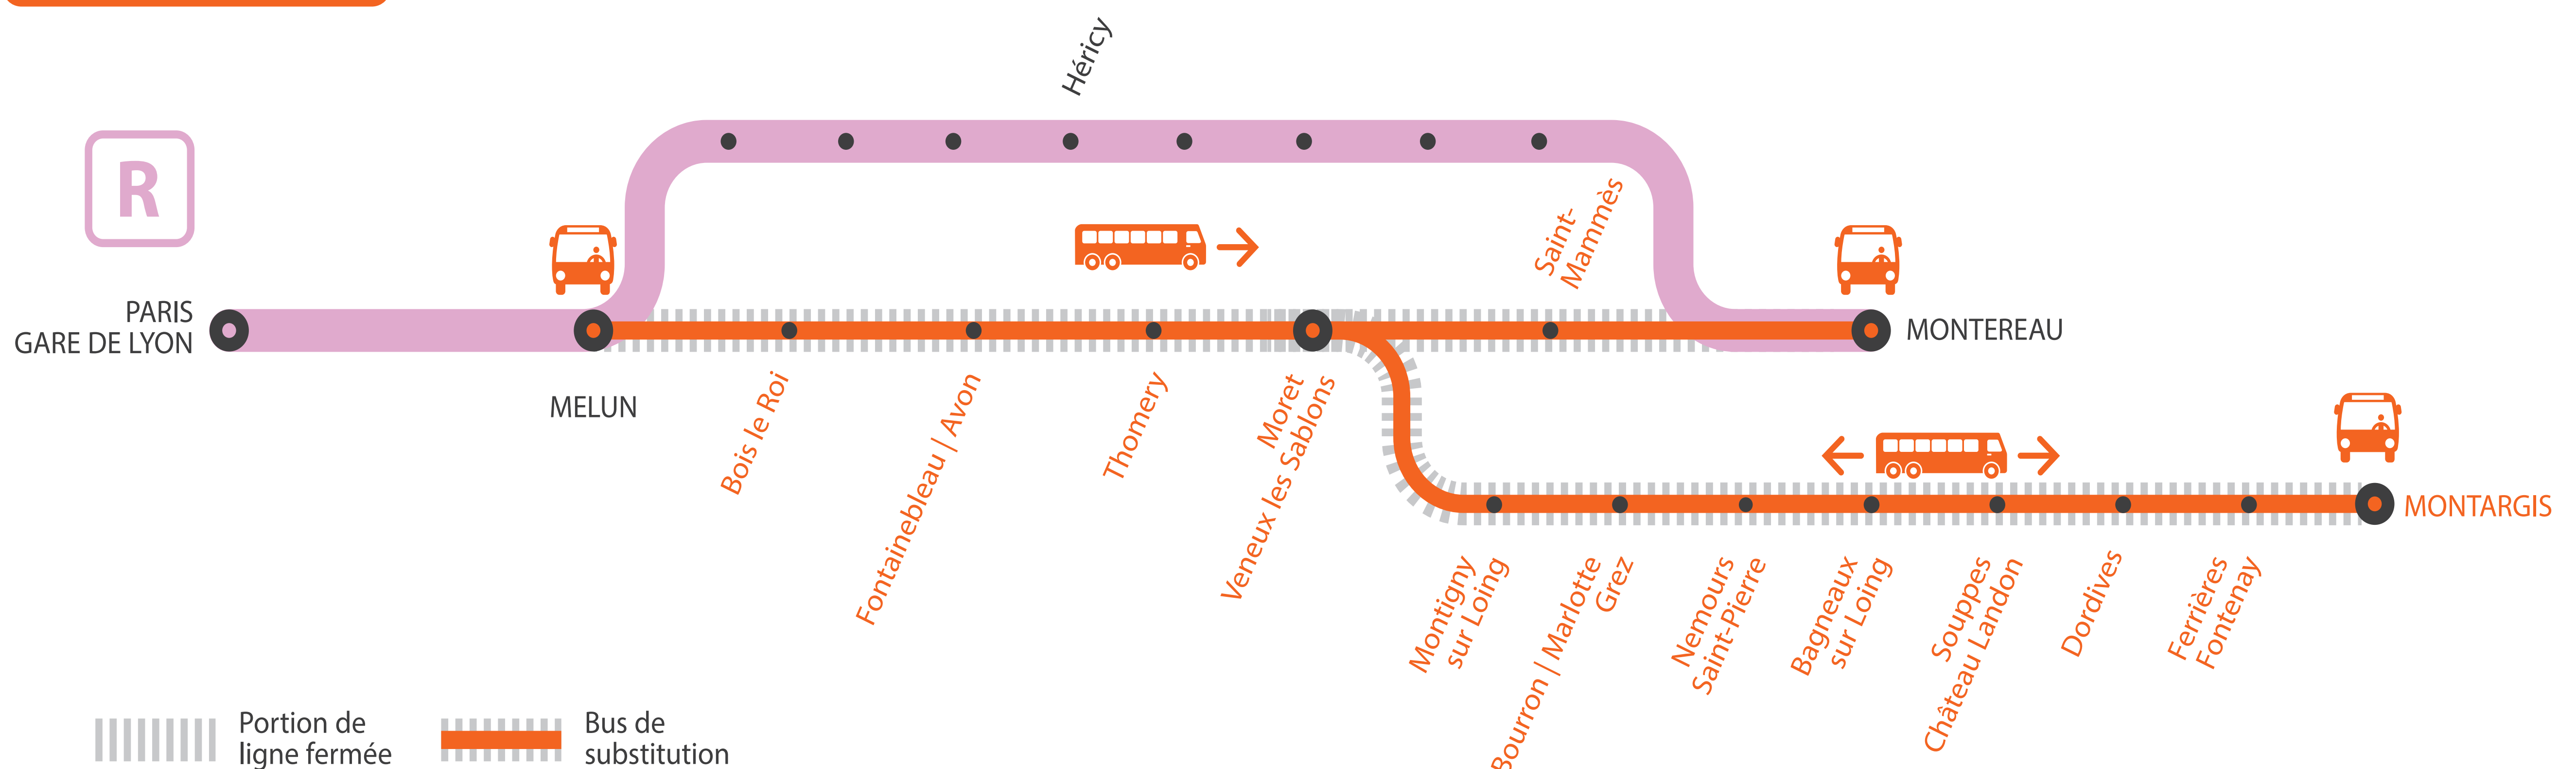 Héricy
R
Saint-
Mammès
PARIS
GARE DE LYON
MONTEREAU
MELUN
Bois le Roi
Fontainebleau | Avon
Thomery
Moret
Veneux les Sablons
MONTARGIS
Montigny
sur Loing
Bourron | Marlotte
Grez
Nemours
Saint-Pierre
Bagneaux
sur Loing
Souppes
Château Landon
Dordives
Ferrières
Fontenay
Portion de
ligne fermée
Bus de
substitution